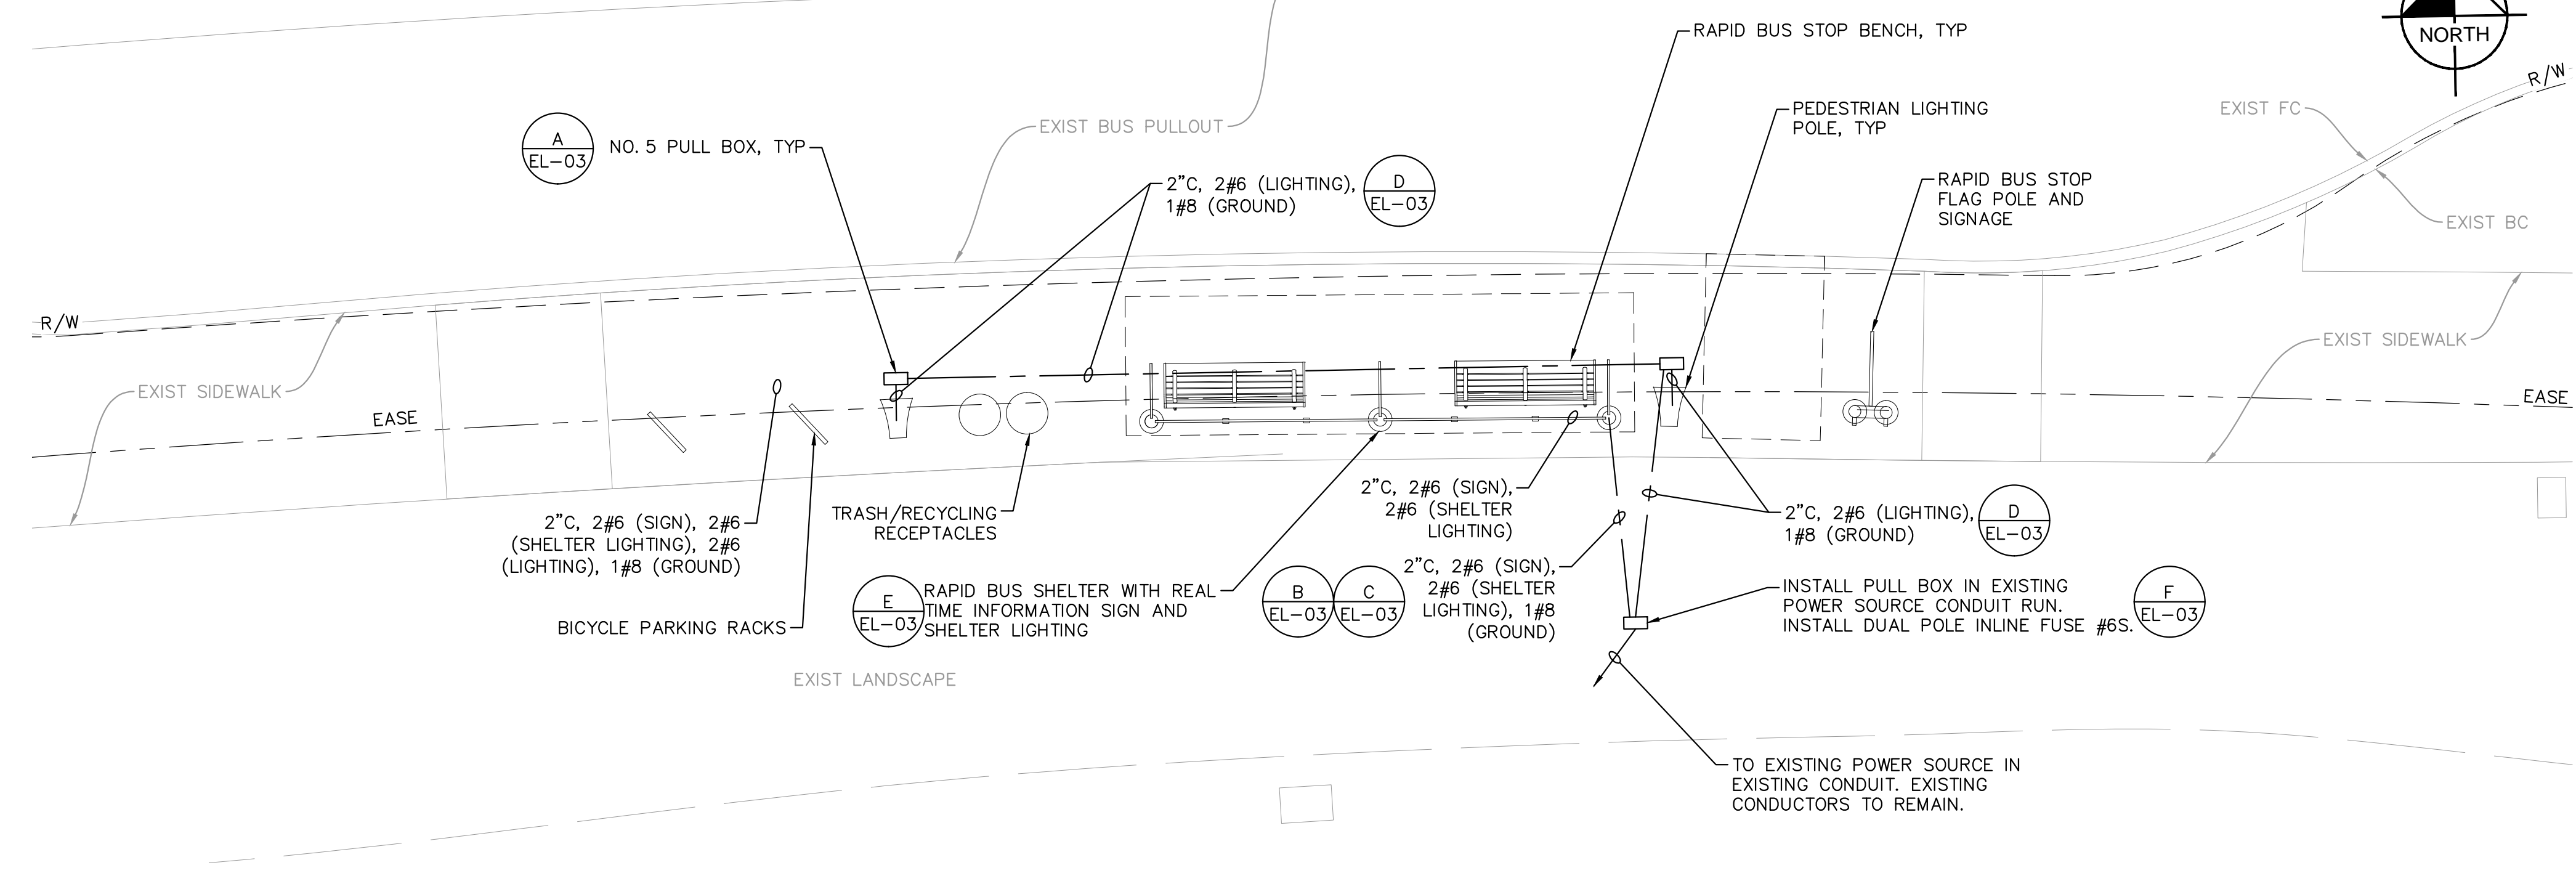 NORTH
R/W
RAPID BUS STOP BENCH, TYP
EXIST FC
PEDESTRIAN LIGHTING
POLE, TYP
EXIST BUS PULLOUT
A
EL-03
NO. 5 PULL BOX, TYP
2"C, 2#6 (LIGHTING),
1#8 (GROUND)
D
EL-03
RAPID BUS STOP
FLAG POLE AND
SIGNAGE
EXIST BC
R/W
EXIST SIDEWALK
EXIST SIDEWALK
EASE
EASE
2"C, 2#6 (SIGN), 2#6
(SHELTER LIGHTING), 2#6
(LIGHTING), 1#8 (GROUND)
TRASH/RECYCLING
RECEPTACLES
2"C, 2#6 (SIGN),
2#6 (SHELTER
LIGHTING)
2"C, 2#6 (LIGHTING),
1#8 (GROUND)
D
EL-03
BICYCLE PARKING RACKS
E
EL-03
RAPID BUS SHELTER WITH REAL
TIME INFORMATION SIGN AND
SHELTER LIGHTING
B
EL-03
C
EL-03
2"C, 2#6 (SIGN),
2#6 (SHELTER
LIGHTING), 1#8
(GROUND)
INSTALL PULL BOX IN EXISTING
POWER SOURCE CONDUIT RUN.
INSTALL DUAL POLE INLINE FUSE #6S.
F
EL-03
EXIST LANDSCAPE
TO EXISTING POWER SOURCE IN
EXISTING CONDUIT. EXISTING
CONDUCTORS TO REMAIN.